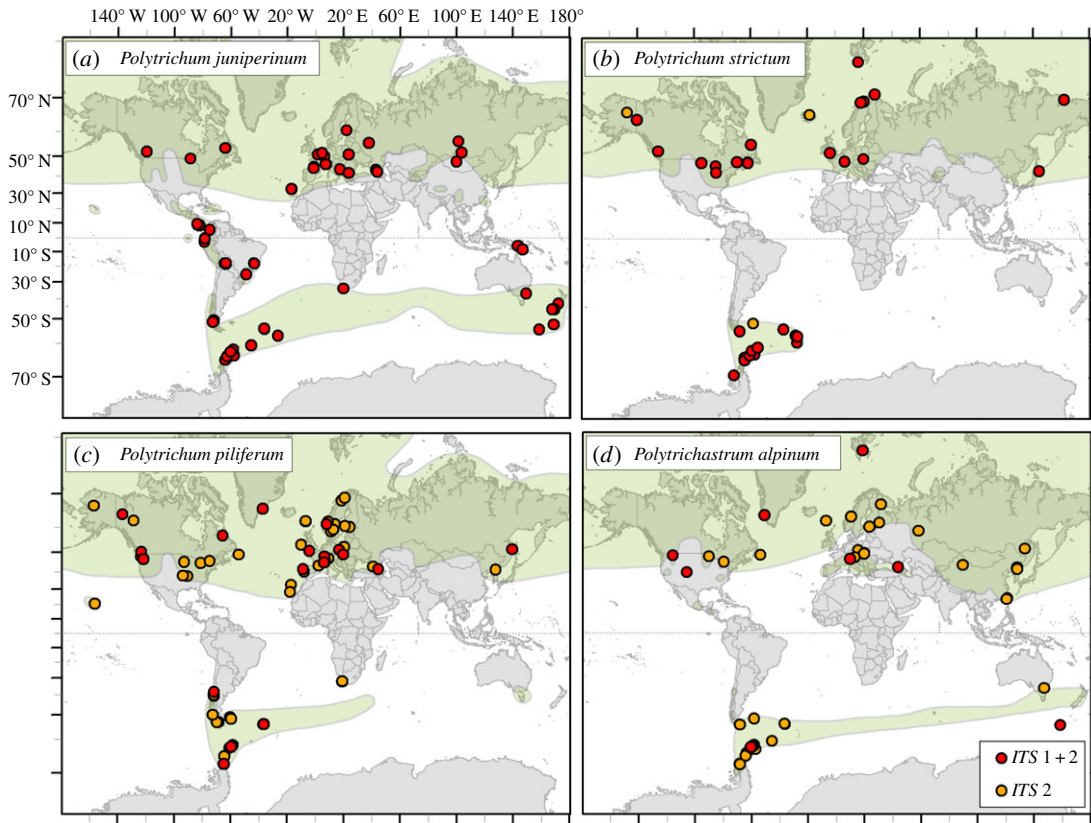 140° W 100° W 60° W 20° W 20° E 60° E 100° E 140° E 180°
(a) Polytrichum juniperinum
(b) Polytrichum strictum
70° N
50° N
30° N
10° N
10° S
30° S
50° S
70° S
(c) Polytrichum piliferum
(d) Polytrichastrum alpinum
ITS 1 + 2
ITS 2